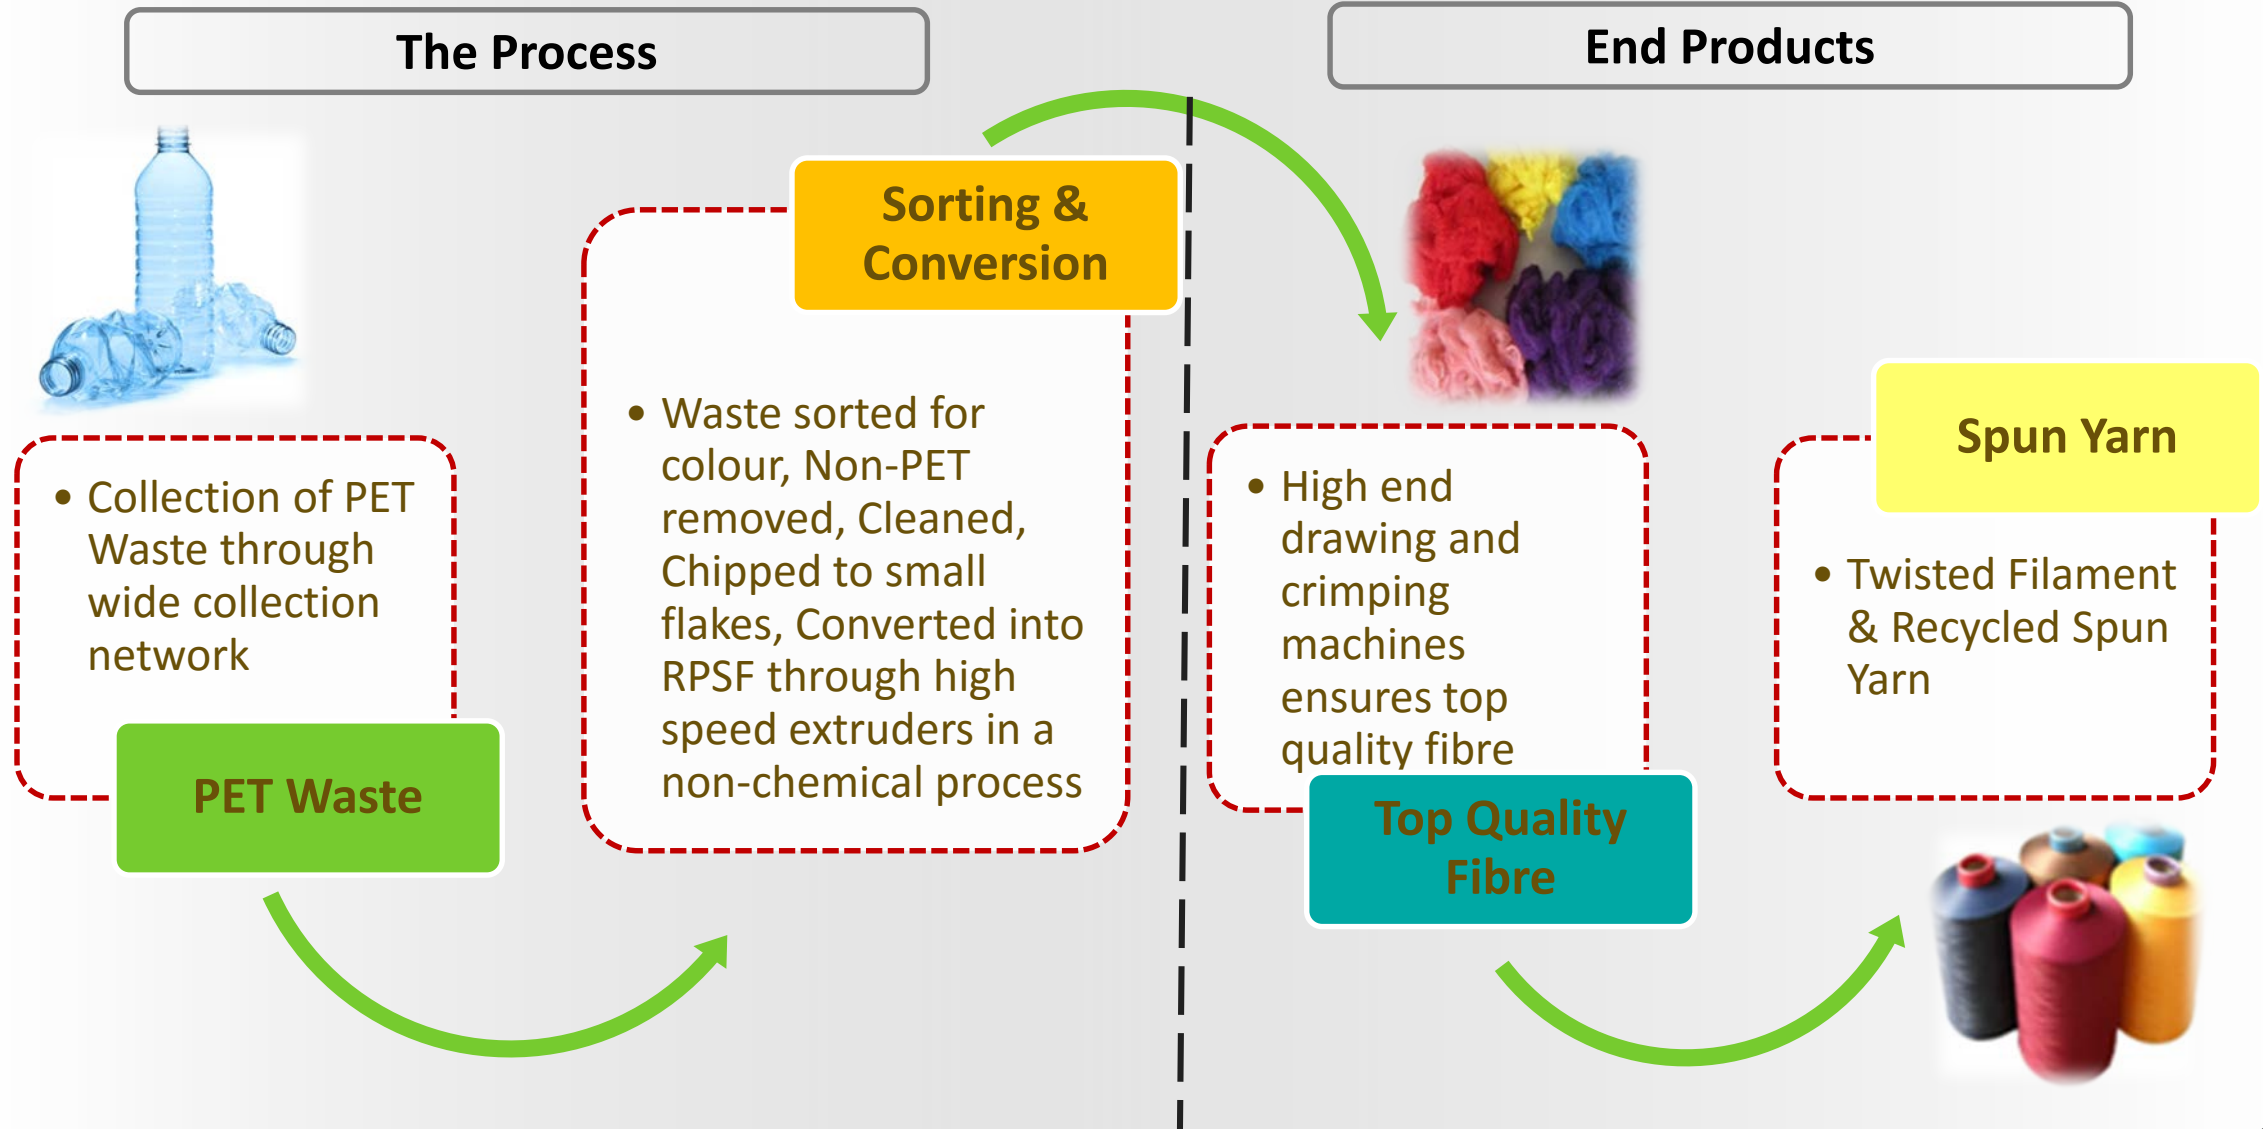 The Process
End Products
• Collection of PET
Waste through
wide collection
network
PET Waste
Sorting &
Conversion
• Waste sorted for
colour, Non-PET
removed, Cleaned,
Chipped to small
flakes, Converted into
RPSF through high
speed extruders in a
non-chemical process
• High end
drawing and
crimping
machines
ensures top
quality fibre
Top Quality
Fibre
Spun Yarn
• Twisted Filament
& Recycled Spun
Yarn